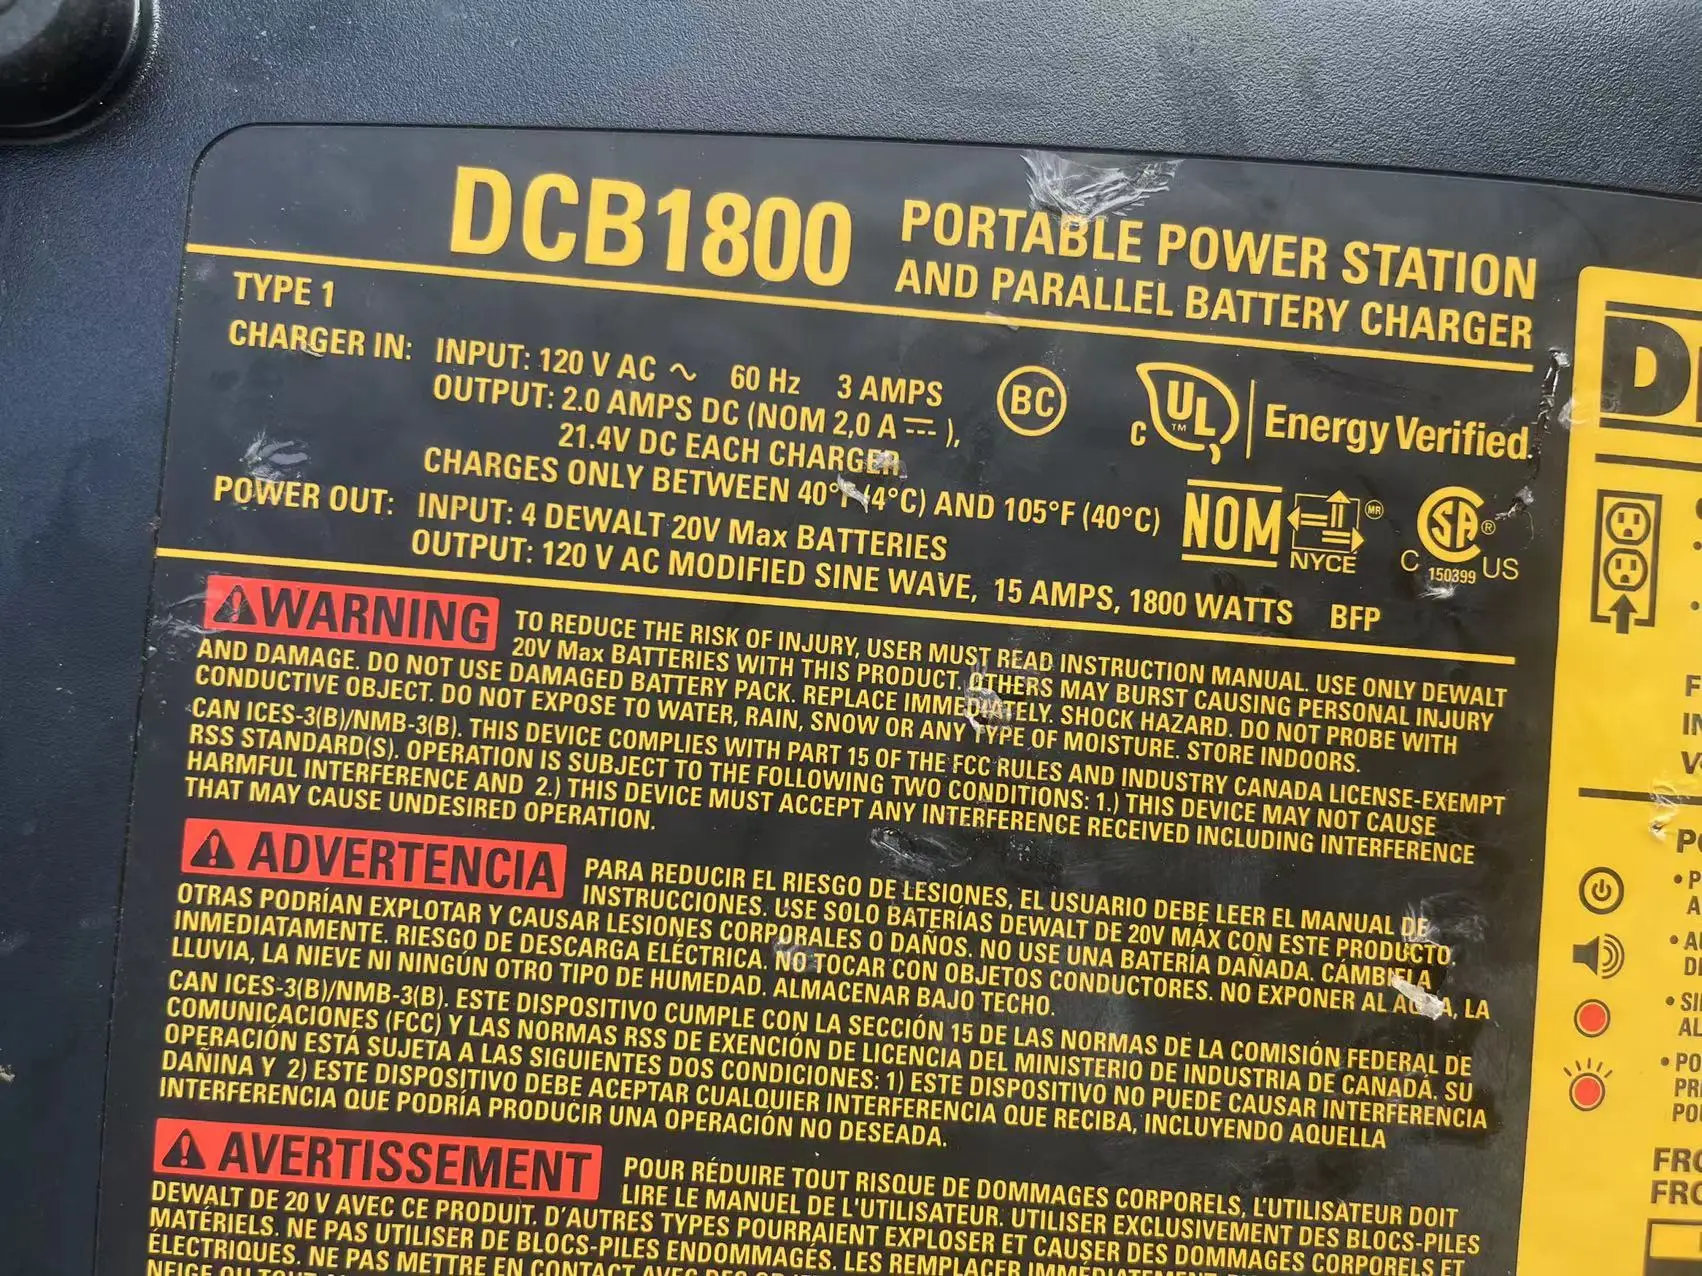 DCB1800 PORTABLE POWER STATION
AND PARALLEL BATTERY CHARGER
TYPE 1
CHARGER IN: INPUT: 120 V AC ~ 60 Hz 3 AMPS
OUTPUT: 2.0 AMPS DC (NOM 2,0 A ⎓ ),
21.4V DC EACH CHARGER
CHARGES ONLY BETWEEN 40°F (4°C) AND 105°F (40°C)
POWER OUT: INPUT: 4 DEWALT 20V Max BATTERIES
OUTPUT: 120 V AC MODIFIED SINE WAVE, 15 AMPS, 1800 WATTS BFP
BC
C UL TM Energy Verified.
NOM NYCE MR
C SA ® US
150399
⚠WARNING TO REDUCE THE RISK OF INJURY, USER MUST READ INSTRUCTION MANUAL. USE ONLY DEWALT
20V Max BATTERIES WITH THIS PRODUCT, OTHERS MAY BURST CAUSING PERSONAL INJURY
AND DAMAGE. DO NOT USE DAMAGED BATTERY PACK. REPLACE IMMEDIATELY. SHOCK HAZARD. DO NOT PROBE WITH
CONDUCTIVE OBJECT. DO NOT EXPOSE TO WATER, RAIN, SNOW OR ANY TYPE OF MOISTURE. STORE INDOORS.
CAN ICES-3(B)/NMB-3(B). THIS DEVICE COMPLIES WITH PART 15 OF THE FCC RULES AND INDUSTRY CANADA LICENSE-EXEMPT
RSS STANDARD(S). OPERATION IS SUBJECT TO THE FOLLOWING TWO CONDITIONS: 1.) THIS DEVICE MAY NOT CAUSE
HARMFUL INTERFERENCE AND 2.) THIS DEVICE MUST ACCEPT ANY INTERFERENCE RECEIVED INCLUDING INTERFERENCE
THAT MAY CAUSE UNDESIRED OPERATION.
⚠ ADVERTENCIA PARA REDUCIR EL RIESGO DE LESIONES, EL USUARIO DEBE LEER EL MANUAL DE
INSTRUCCIONES. USE SOLO BATERÍAS DEWALT DE 20V MÁX CON ESTE PRODUCTO,
OTRAS PODRÍAN EXPLOTAR Y CAUSAR LESIONES CORPORALES O DAÑOS. NO USE UNA BATERÍA DAÑADA. CÁMBIELA
INMEDIATAMENTE. RIESGO DE DESCARGA ELÉCTRICA. NO TOCAR CON OBJETOS CONDUCTORES. NO EXPONER AL AGUA, LA
LLUVIA, LA NIEVE NI NINGÚN OTRO TIPO DE HUMEDAD. ALMACENAR BAJO TECHO.
CAN ICES-3(B)/NMB-3(B). ESTE DISPOSITIVO CUMPLE CON LA SECCIÓN 15 DE LAS NORMAS DE LA COMISIÓN FEDERAL DE
COMUNICACIONES (FCC) Y LAS NORMAS RSS DE EXENCIÓN DE LICENCIA DEL MINISTERIO DE INDUSTRIA DE CANADÁ. SU
OPERACIÓN ESTÁ SUJETA A LAS SIGUIENTES DOS CONDICIONES: 1) ESTE DISPOSITIVO NO PUEDE CAUSAR INTERFERENCIA
DAÑINA Y 2) ESTE DISPOSITIVO DEBE ACEPTAR CUALQUIER INTERFERENCIA QUE RECIBA, INCLUYENDO AQUELLA
INTERFERENCIA QUE PODRÍA PRODUCIR UNA OPERACIÓN NO DESEADA.
⚠ AVERTISSEMENT POUR RÉDUIRE TOUT RISQUE DE DOMMAGES CORPORELS, L'UTILISATEUR DOIT
LIRE LE MANUEL DE L'UTILISATEUR. UTILISER EXCLUSIVEMENT DES BLOCS-PILES
DEWALT DE 20 V AVEC CE PRODUIT. D'AUTRES TYPES POURRAIENT EXPLOSER ET CAUSER DES DOMMAGES CORPORELS ET
MATÉRIELS. NE PAS UTILISER DE BLOCS-PILES ENDOMMAGÉS. LES REMPLACER IMMÉDIATEMENT.
ÉLECTRIQUES. NE PAS METTRE EN CONTACT AVEC DES
NEIGE OU TOUT